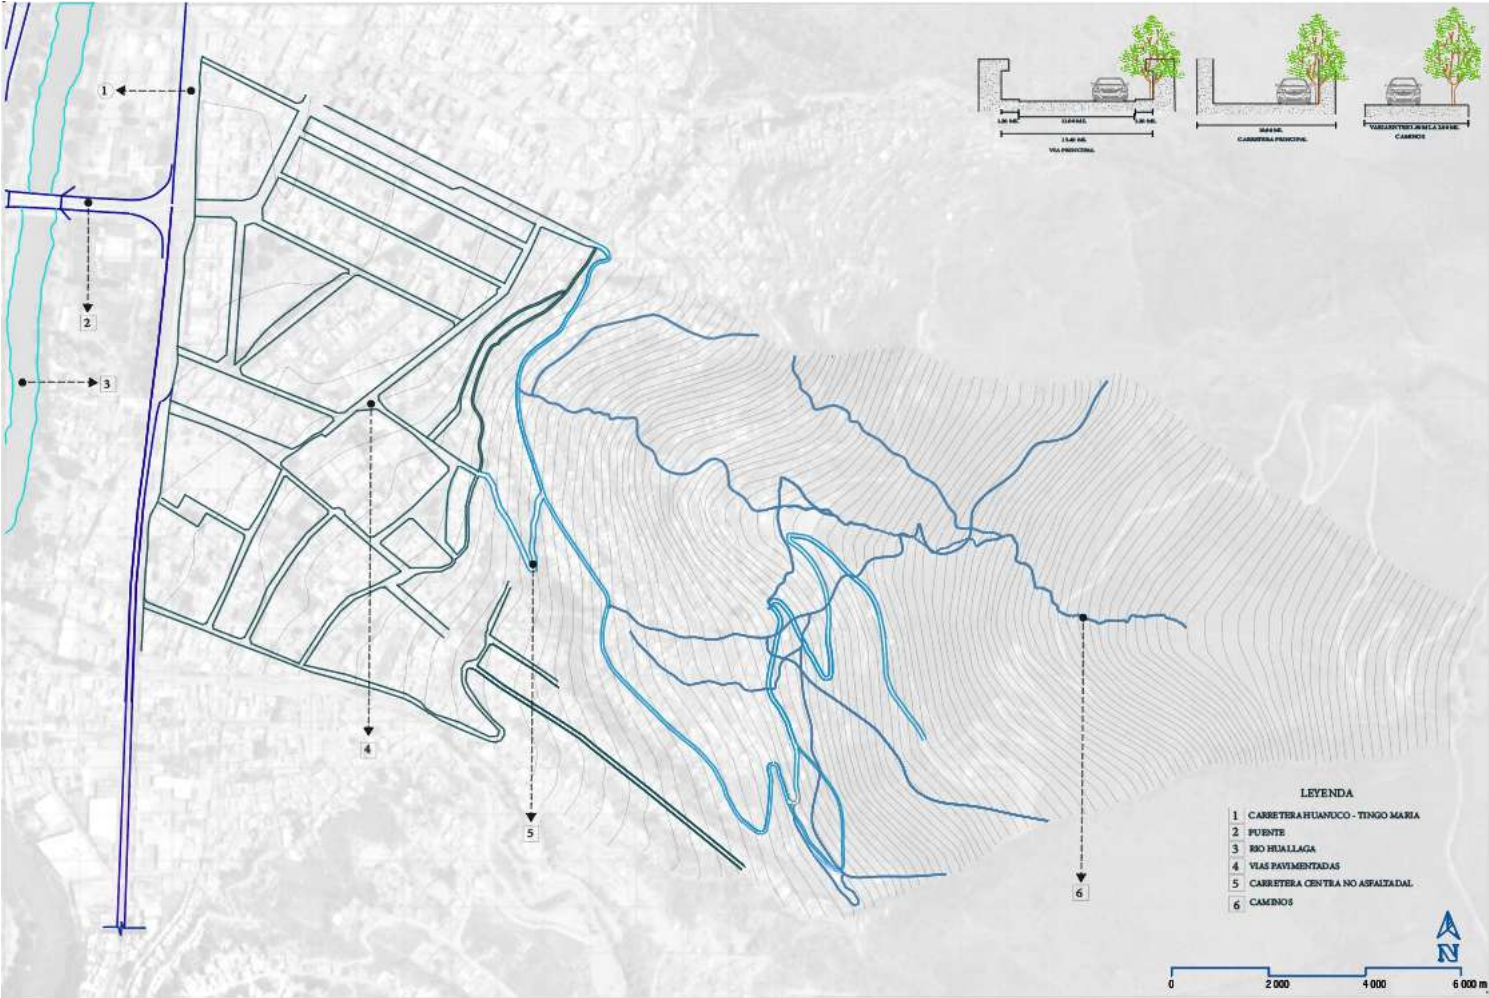 VIA PRINCIPAL
CARRETERA PRINCIPAL
CAMINOS
1
2
3
4
5
6
LEYENDA
1 CARRETERA HUANUCO - TINGO MARIA
2 PUENTE
3 RIO HUALLAGA
4 VIAS PAVIMENTADAS
5 CARRETERA CENTRA NO ASFALTADAL
6 CAMINOS
N
0 2 000 4 000 6 000 m